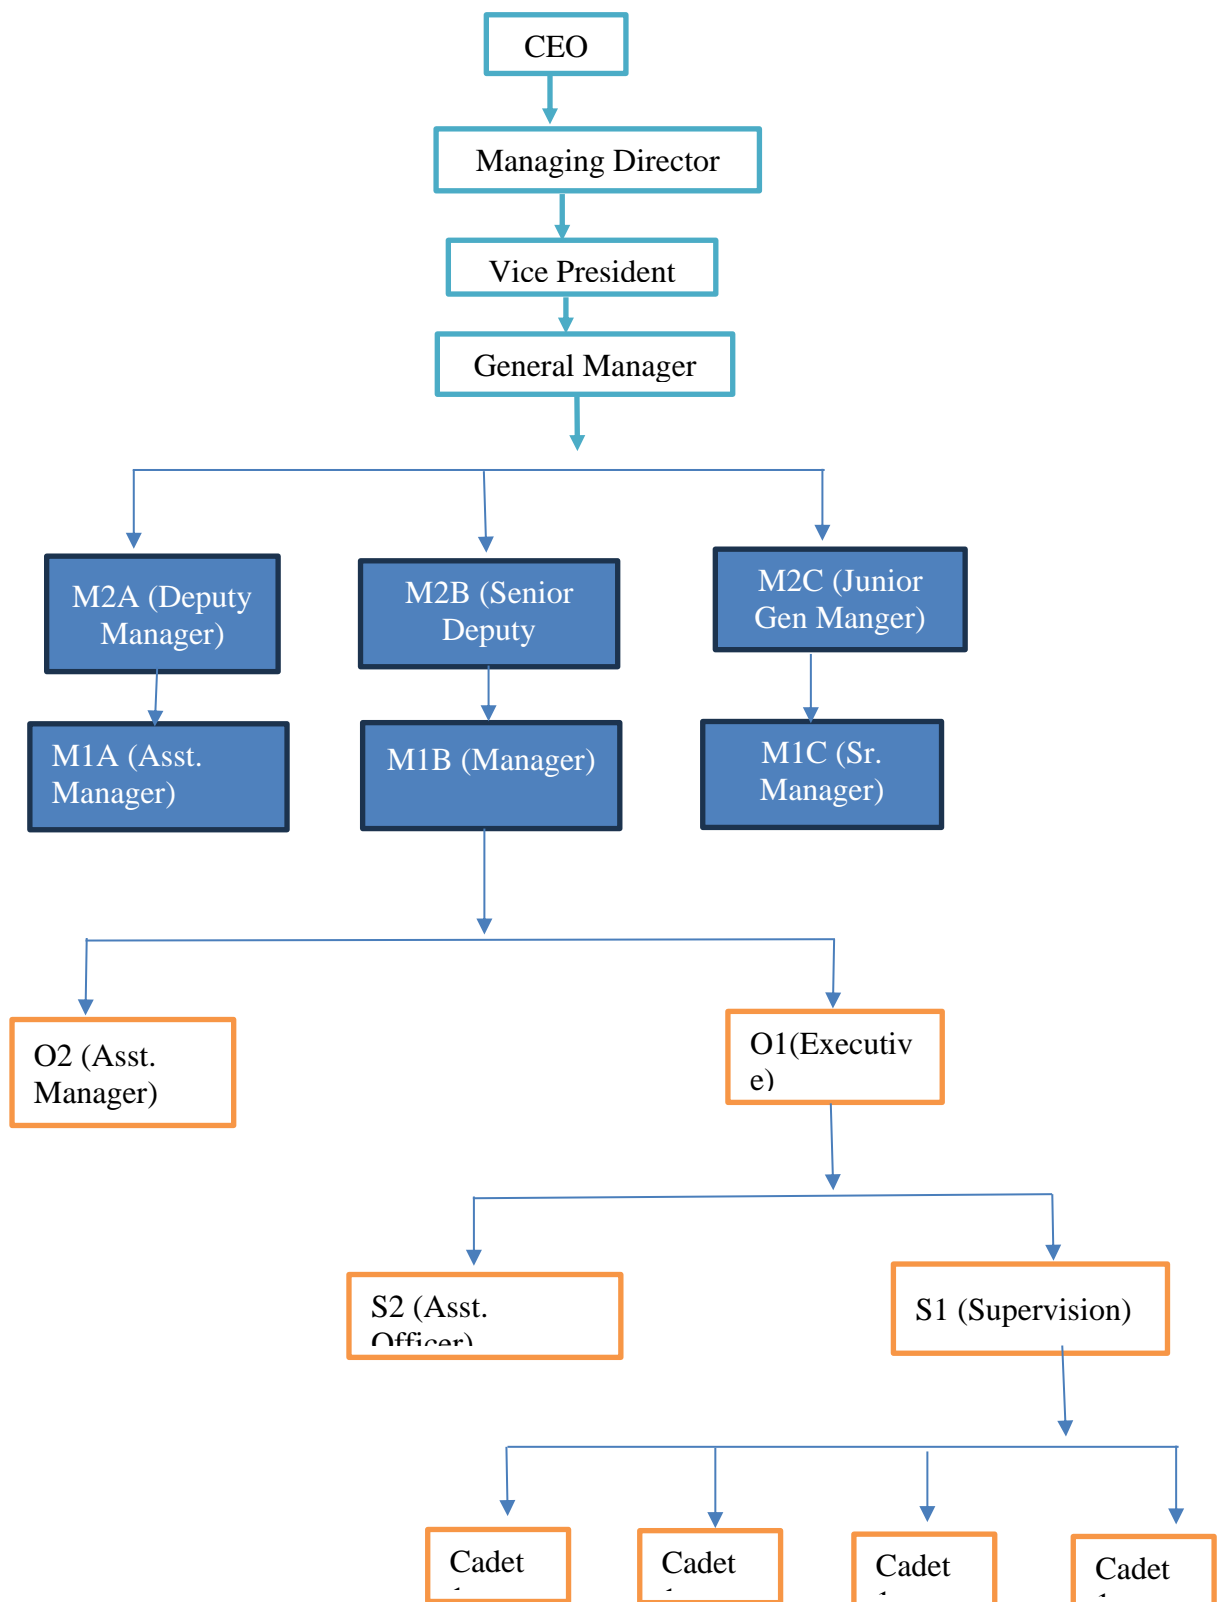 CEO
Managing Director
Vice President
General Manager
M2A (Deputy
Manager)
M2B (Senior
Deputy
M2C (Junior
Gen Manger)
M1A (Asst.
Manager)
M1B (Manager)
M1C (Sr.
Manager)
O2 (Asst.
Manager)
O1(Executiv
e)
S2 (Asst.
Officer)
S1 (Supervision)
Cadet
Cadet
Cadet
Cadet